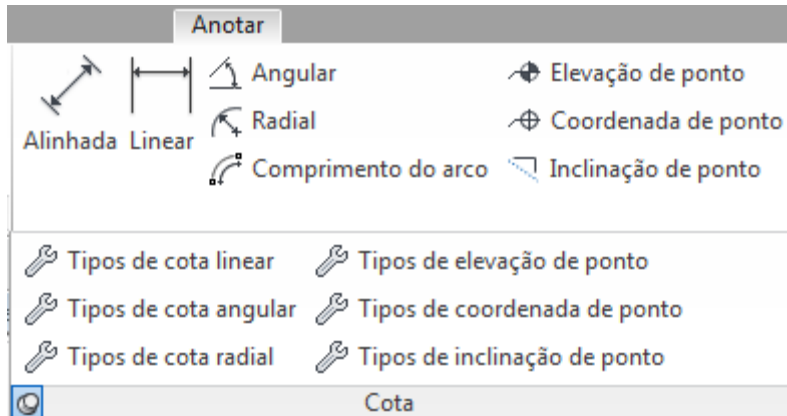 Anotar
Alinhada
Linear
Angular
Radial
Comprimento do arco
Elevação de ponto
Coordenada de ponto
Inclinação de ponto
Tipos de cota linear
Tipos de cota angular
Tipos de cota radial
Tipos de elevação de ponto
Tipos de coordenada de ponto
Tipos de inclinação de ponto
Cota